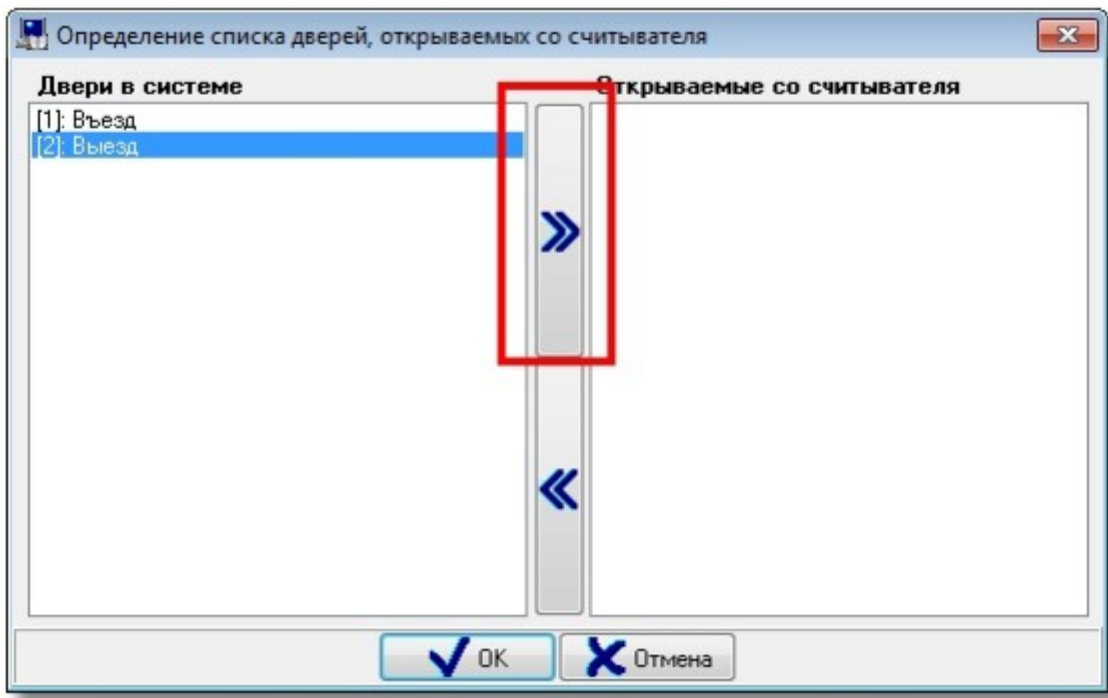 Определение списка дверей, открываемых со считывателя
Двери в системе
Открываемые со считывателя
[1]: Въезд
[2]: Выезд
OK
Отмена